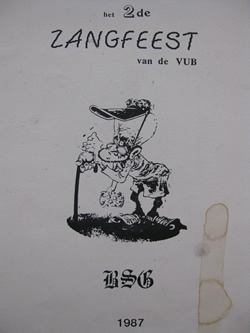 het 2de
ZANGFEEST
van de VUB
BSG
1987